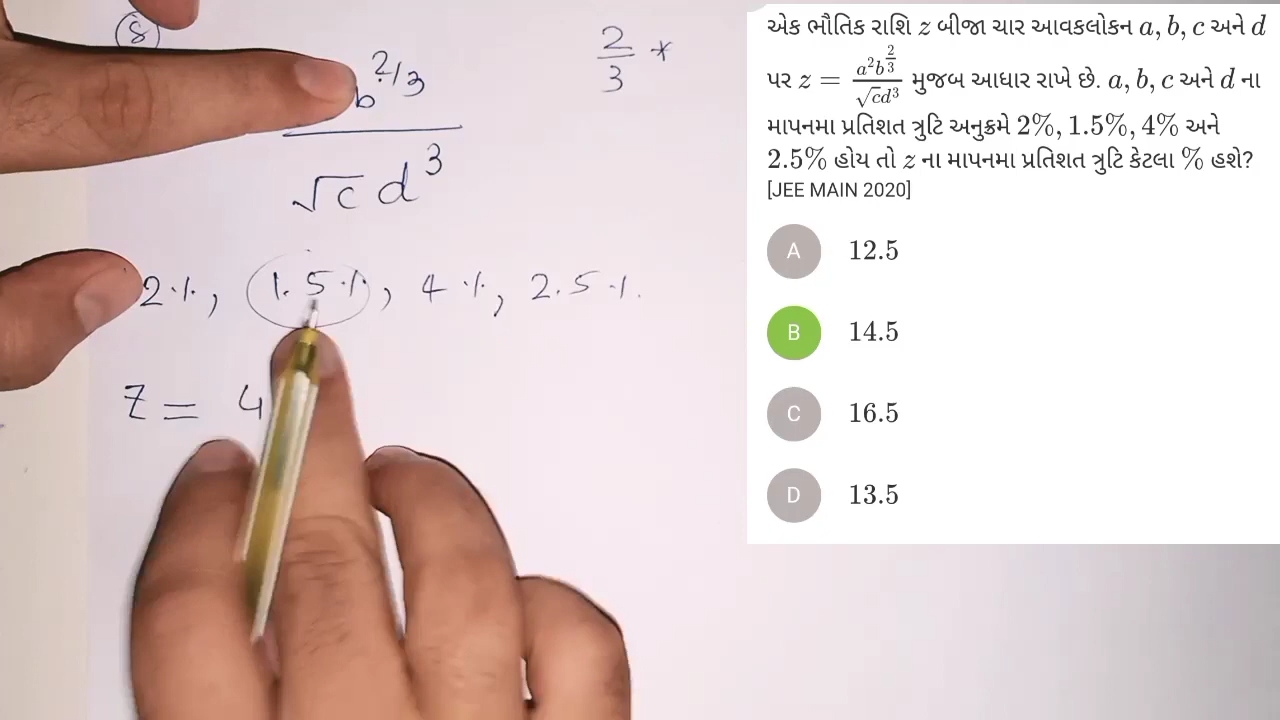 8
b^2/3
√c d^3
2/3 *
2%, 1.5%, 4%, 2.5%.
Z = 4
એક ભૌતિક રાશિ z બીજા ચાર આવકલોકન a, b, c અને d
પર z = a^2 b^(2/3) / √c d^3 મુજબ આધાર રાખે છે. a, b, c અને d ના
માપનમા પ્રતિશત ત્રુટિ અનુક્રમે 2%, 1.5%, 4% અને
2.5% હોય તો z ના માપનમા પ્રતિશત ત્રુટિ કેટલા % હશે?
[JEE MAIN 2020]
A 12.5
B 14.5
C 16.5
D 13.5